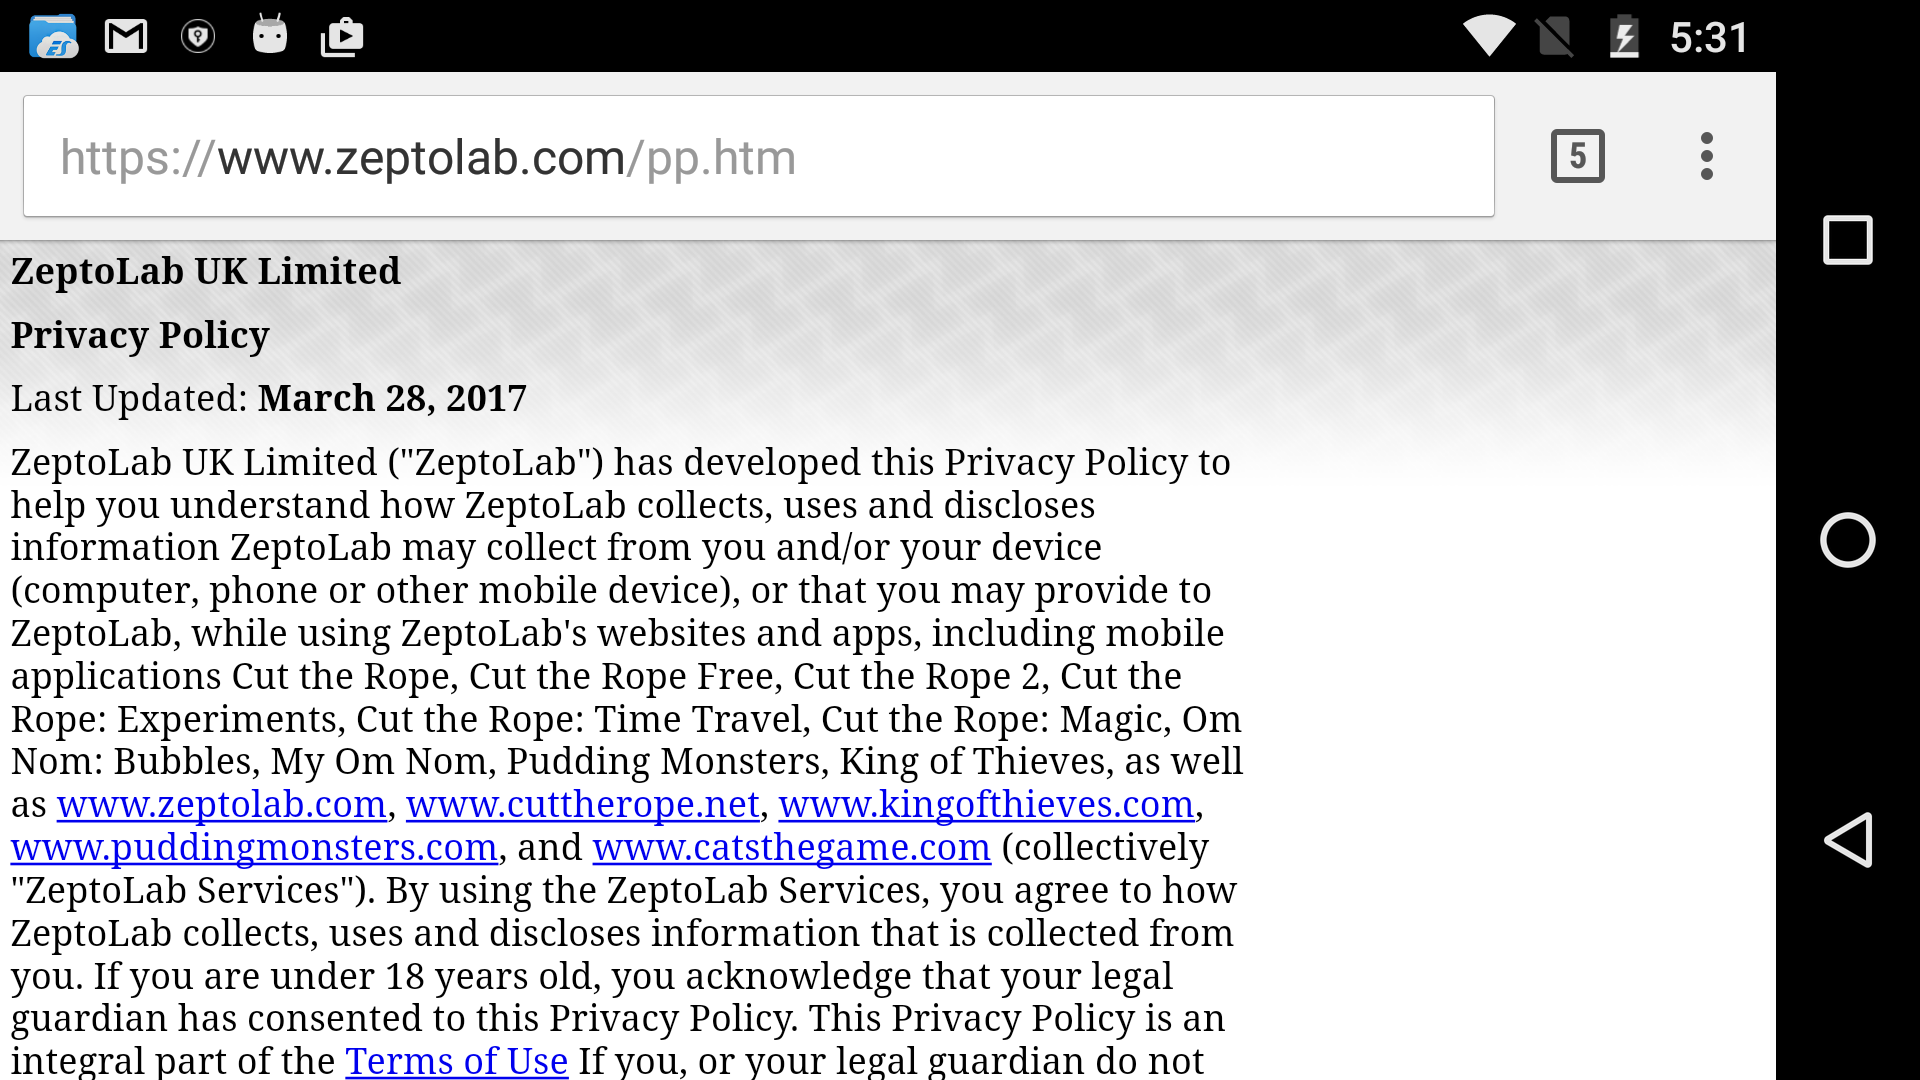 5:31
https://www.zeptolab.com/pp.htm
5
ZeptoLab UK Limited
Privacy Policy
Last Updated: March 28, 2017
ZeptoLab UK Limited ("ZeptoLab") has developed this Privacy Policy to
help you understand how ZeptoLab collects, uses and discloses
information ZeptoLab may collect from you and/or your device
(computer, phone or other mobile device), or that you may provide to
ZeptoLab, while using ZeptoLab's websites and apps, including mobile
applications Cut the Rope, Cut the Rope Free, Cut the Rope 2, Cut the
Rope: Experiments, Cut the Rope: Time Travel, Cut the Rope: Magic, Om
Nom: Bubbles, My Om Nom, Pudding Monsters, King of Thieves, as well
as www.zeptolab.com, www.cuttherope.net, www.kingofthieves.com,
www.puddingmonsters.com, and www.catsthegame.com (collectively
"ZeptoLab Services"). By using the ZeptoLab Services, you agree to how
ZeptoLab collects, uses and discloses information that is collected from
you. If you are under 18 years old, you acknowledge that your legal
guardian has consented to this Privacy Policy. This Privacy Policy is an
integral part of the Terms of Use If you, or your legal guardian do not